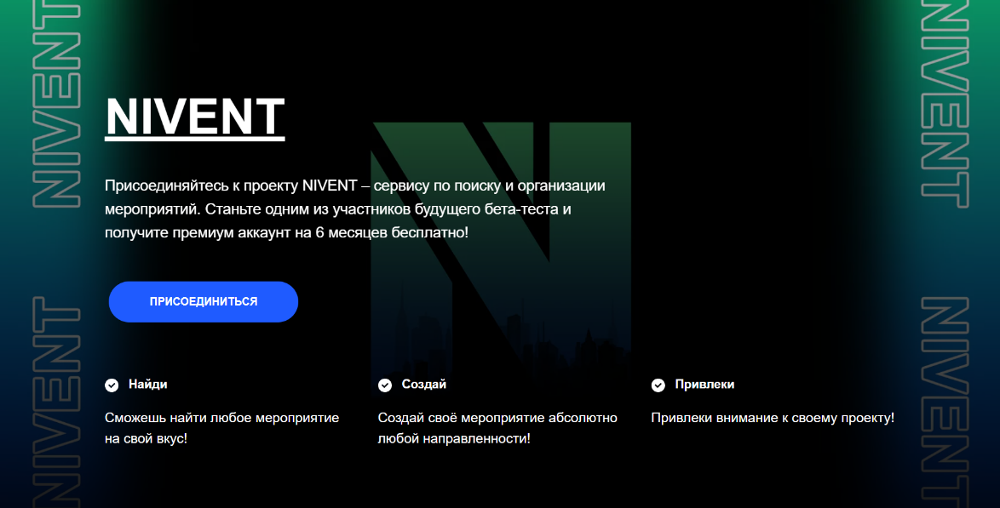 NIVENT
NIVENT
NIVENT
Присоединяйтесь к проекту NIVENT – сервису по поиску и организации
мероприятий. Станьте одним из участников будущего бета-теста и
получите премиум аккаунт на 6 месяцев бесплатно!
ПРИСОЕДИНИТЬСЯ
NIVENT
NIVENT
Найди
Сможешь найти любое мероприятие
на свой вкус!
Создай
Создай своё мероприятие абсолютно
любой направленности!
Привлеки
Привлеки внимание к своему проекту!